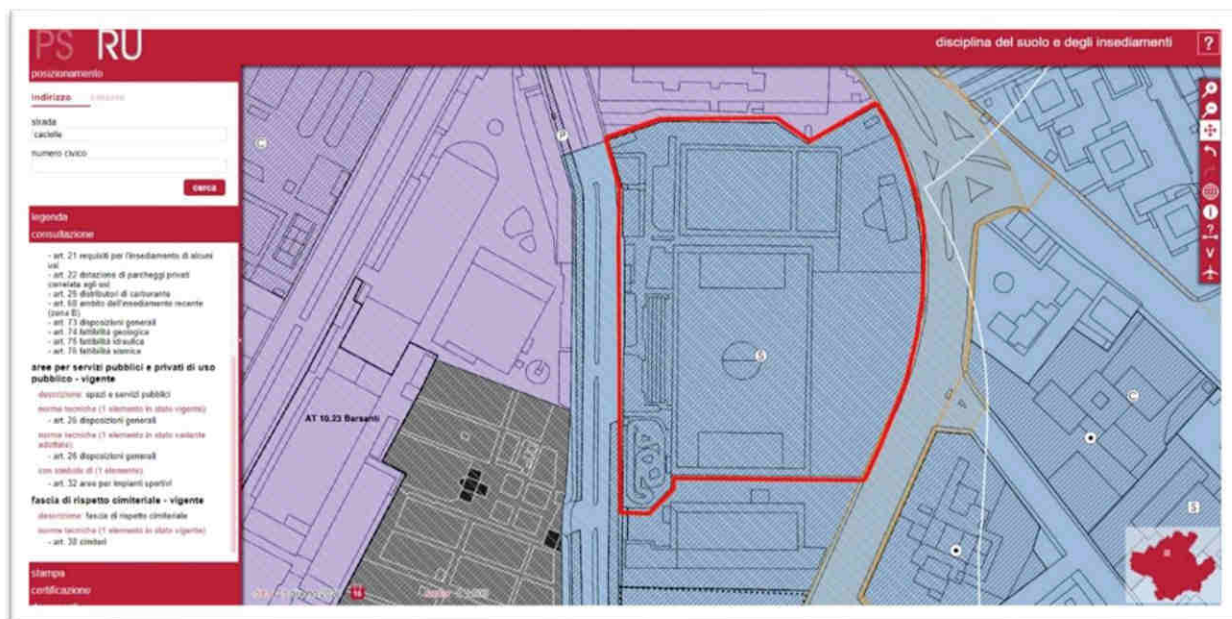 PS RU
disciplina del suolo e degli insediamenti
?
posizionamento
indirizzo
strada
caciolle
numero civico
cerca
legenda
consultazione
- art. 21 requisiti per l'insediamento di alcuni
usi
- art. 22 dotazione di parcheggi privati
correlata agli usi
- art. 25 distributori di carburante
- art. 68 ambito dell'insediamento recente
(zona B)
- art. 73 disposizioni generali
- art. 74 fattibilità geologica
- art. 75 fattibilità idraulica
- art. 76 fattibilità sismica
aree per servizi pubblici e privati di uso
pubblico - vigente
descrizione: spazi e servizi pubblici
norme tecniche (1 elemento in stato vigente)
- art. 26 disposizioni generali
norme tecniche (1 elemento in stato variante
adottata)
- art. 26 disposizioni generali
con simbolo di (1 elemento)
- art. 32 aree per impianti sportivi
fascia di rispetto cimiteriale - vigente
descrizione: fascia di rispetto cimiteriale
norme tecniche (1 elemento in stato vigente)
- art. 38 cimiteri
stampa
certificazione
C
P
S
AT 10.23 Barsanti
C
S
i
?
V